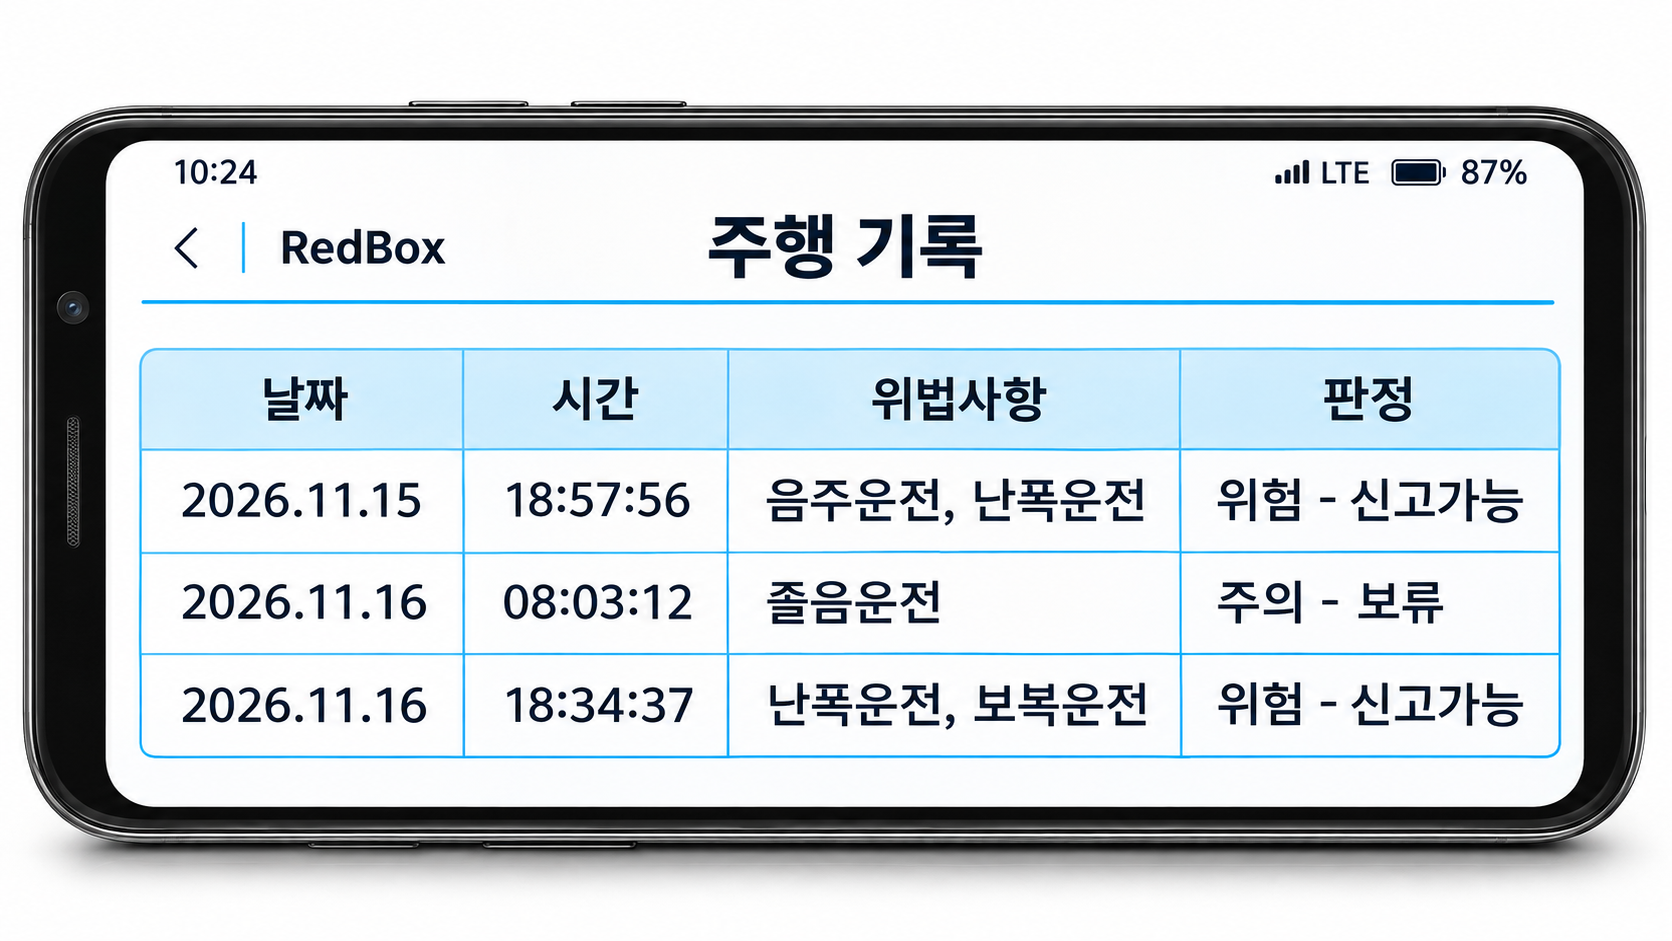 10:24 LTE 87%
RedBox 주행 기록
날짜 시간 위법사항 판정
2026.11.15 18:57:56 음주운전, 난폭운전 위험 - 신고가능
2026.11.16 08:03:12 졸음운전 주의 - 보류
2026.11.16 18:34:37 난폭운전, 보복운전 위험 - 신고가능